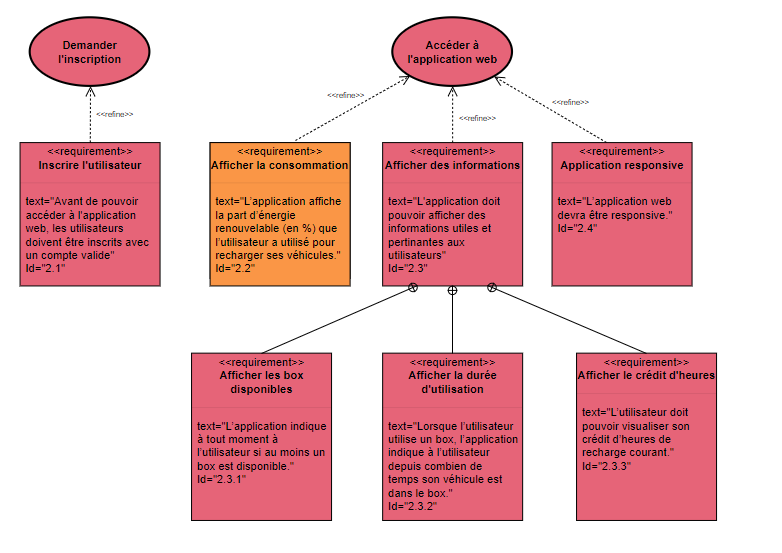 Demander
l'inscription
Accéder à
l'application web
<<refine>>
<<refine>>
<<refine>>
<<refine>>
<<requirement>>
Inscrire l'utilisateur
text="Avant de pouvoir
accéder à l'application
web, les utilisateurs
doivent être inscrits avec
un compte valide"
Id="2.1"
<<requirement>>
Afficher la consommation
text="L'application affiche
la part d'énergie
renouvelable (en %) que
l'utilisateur a utilisé pour
recharger ses véhicules."
Id="2.2"
<<requirement>>
Afficher des informations
text="L'application doit
pouvoir afficher des
informations utiles et
pertinantes aux
utilisateurs"
Id="2.3"
<<requirement>>
Application responsive
text="L'application web
devra être responsive."
Id="2.4"
<<requirement>>
Afficher les box
disponibles
text="L'application indique
à tout moment à
l'utilisateur si au moins un
box est disponible."
Id="2.3.1"
<<requirement>>
Afficher la durée
d'utilisation
text="Lorsque l'utilisateur
utilise un box, l'application
indique à l'utilisateur
depuis combien de
temps son véhicule est
dans le box."
Id="2.3.2"
<<requirement>>
Afficher le crédit d'heures
text="L'utilisateur doit
pouvoir visualiser son
crédit d'heures de
recharge courant."
Id="2.3.3"